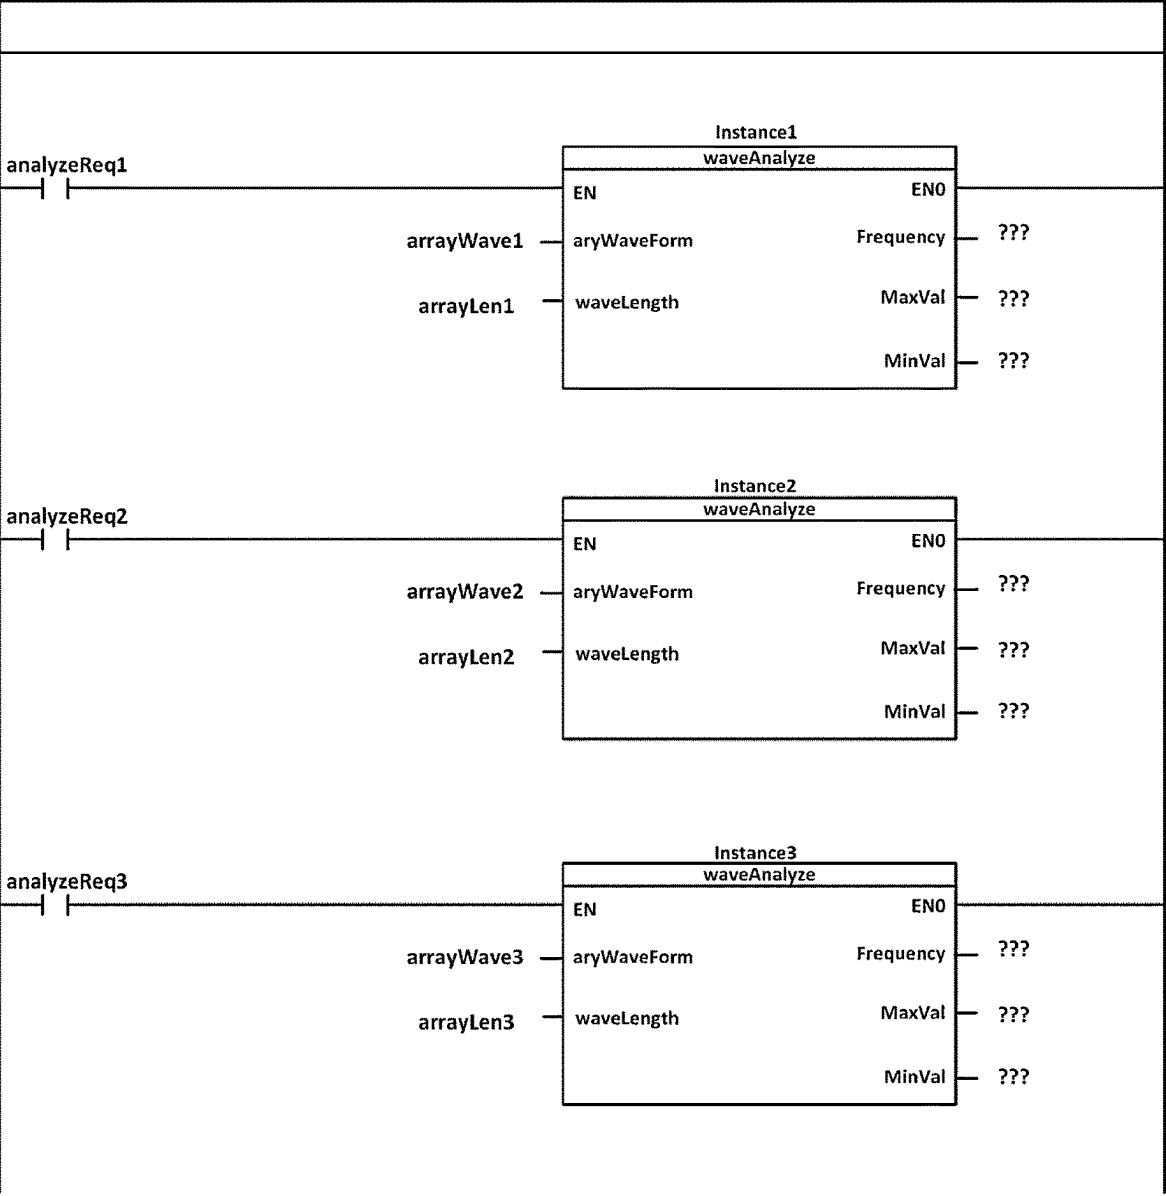 Instance1
waveAnalyze
analyzeReq1
EN
EN0
arrayWave1
aryWaveForm
Frequency
???
arrayLen1
waveLength
MaxVal
???
MinVal
???
Instance2
waveAnalyze
analyzeReq2
EN
EN0
arrayWave2
aryWaveForm
Frequency
???
arrayLen2
waveLength
MaxVal
???
MinVal
???
Instance3
waveAnalyze
analyzeReq3
EN
EN0
arrayWave3
aryWaveForm
Frequency
???
arrayLen3
waveLength
MaxVal
???
MinVal
???